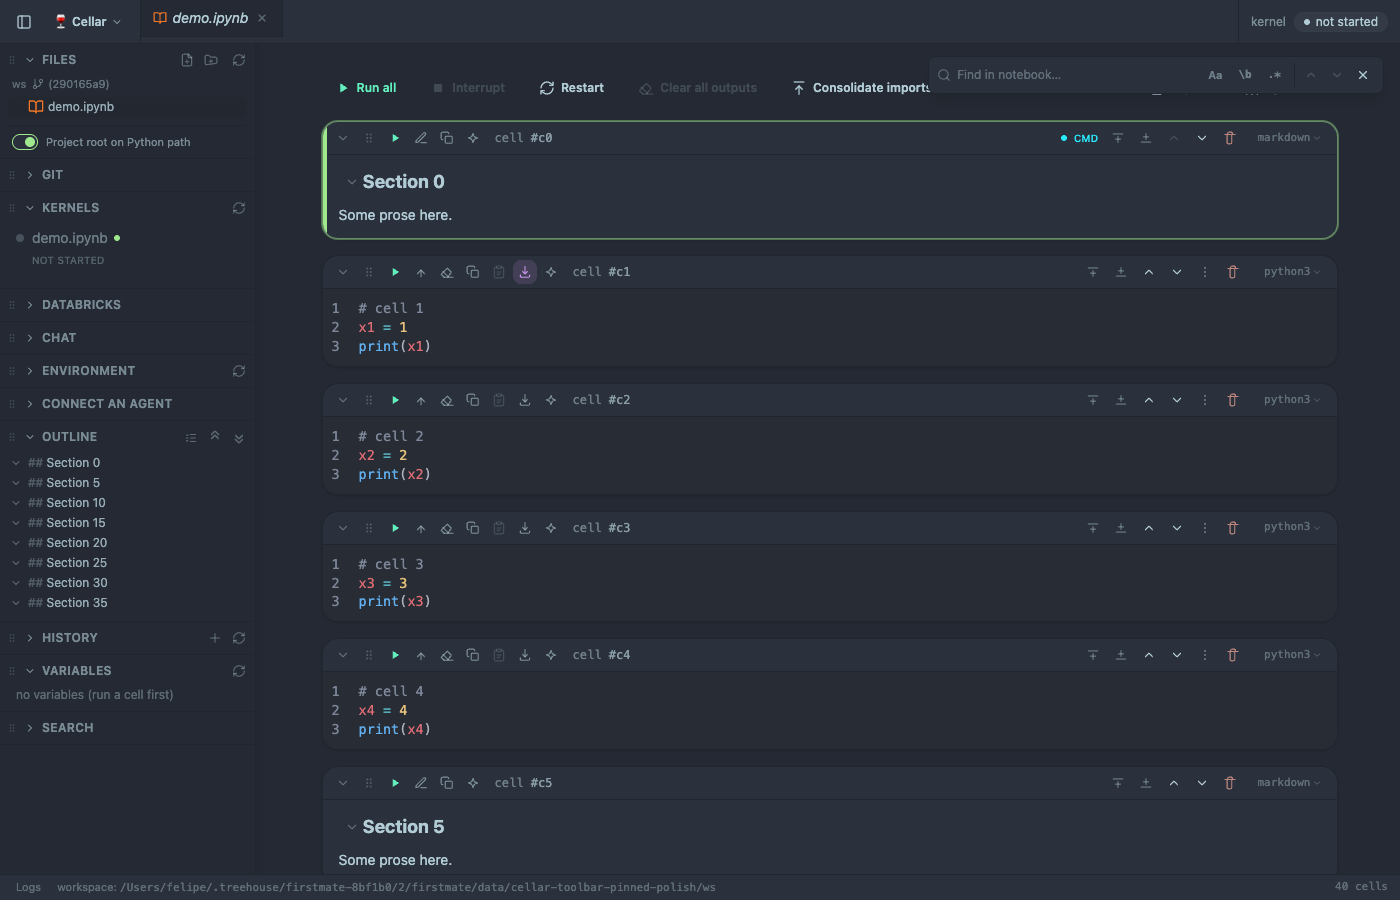 Cellar
demo.ipynb
kernel
not started
FILES
ws (290165a9)
demo.ipynb
Project root on Python path
GIT
KERNELS
demo.ipynb
NOT STARTED
DATABRICKS
CHAT
ENVIRONMENT
CONNECT AN AGENT
OUTLINE
## Section 0
## Section 5
## Section 10
## Section 15
## Section 20
## Section 25
## Section 30
## Section 35
HISTORY
VARIABLES
no variables (run a cell first)
SEARCH
Run all
Interrupt
Restart
Clear all outputs
Consolidate imports
Find in notebook...
Aa
\b
.*
cell #c0
CMD
markdown
Section 0
Some prose here.
cell #c1
python3
1 # cell 1
2 x1 = 1
3 print(x1)
cell #c2
python3
1 # cell 2
2 x2 = 2
3 print(x2)
cell #c3
python3
1 # cell 3
2 x3 = 3
3 print(x3)
cell #c4
python3
1 # cell 4
2 x4 = 4
3 print(x4)
cell #c5
markdown
Section 5
Some prose here.
Logs
workspace: /Users/felipe/.treehouse/firstmate-8bf1b0/2/firstmate/data/cellar-toolbar-pinned-polish/ws
40 cells